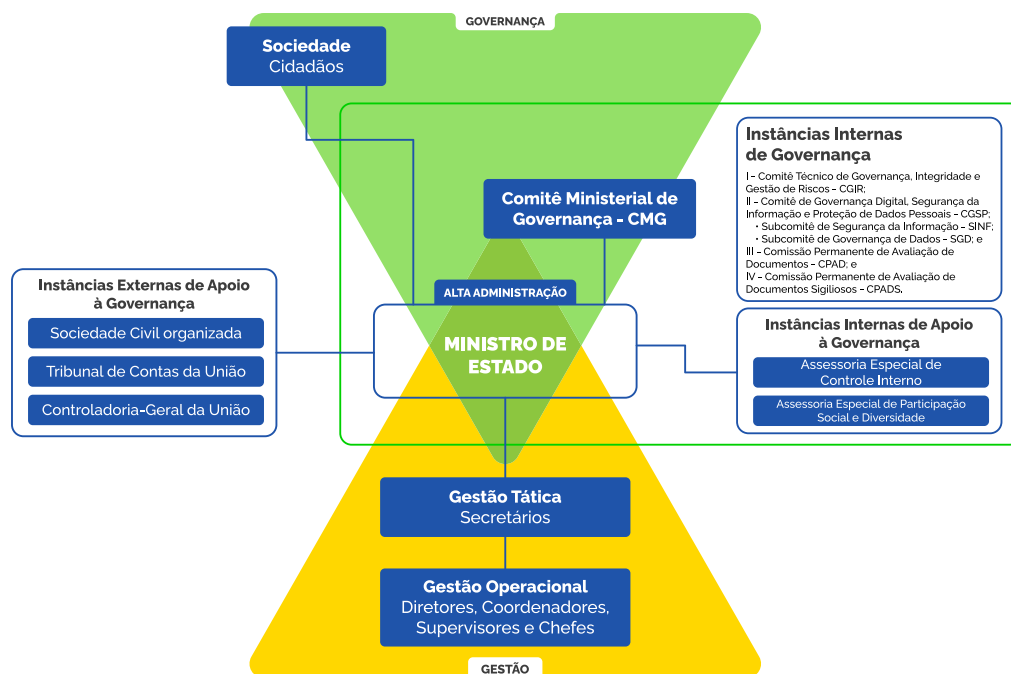 GOVERNANÇA
Sociedade
Cidadãos
Instâncias Internas
de Governança
I - Comitê Técnico de Governança, Integridade e
Gestão de Riscos - CGIR;
II - Comitê de Governança Digital, Segurança da
Informação e Proteção de Dados Pessoais - CGSP;
• Subcomitê de Segurança da Informação - SINF;
• Subcomitê de Governança de Dados - SGD; e
III - Comissão Permanente de Avaliação de
Documentos - CPAD; e
IV - Comissão Permanente de Avaliação de
Documentos Sigiliosos - CPADS.
Comitê Ministerial de
Governança - CMG
Instâncias Externas de Apoio
à Governança
Sociedade Civil organizada
Tribunal de Contas da União
Controladoria-Geral da União
ALTA ADMINISTRAÇÃO
MINISTRO DE
ESTADO
Instâncias Internas de Apoio
à Governança
Assessoria Especial de
Controle Interno
Assessoria Especial de Participação
Social e Diversidade
Gestão Tática
Secretários
Gestão Operacional
Diretores, Coordenadores,
Supervisores e Chefes
GESTÃO